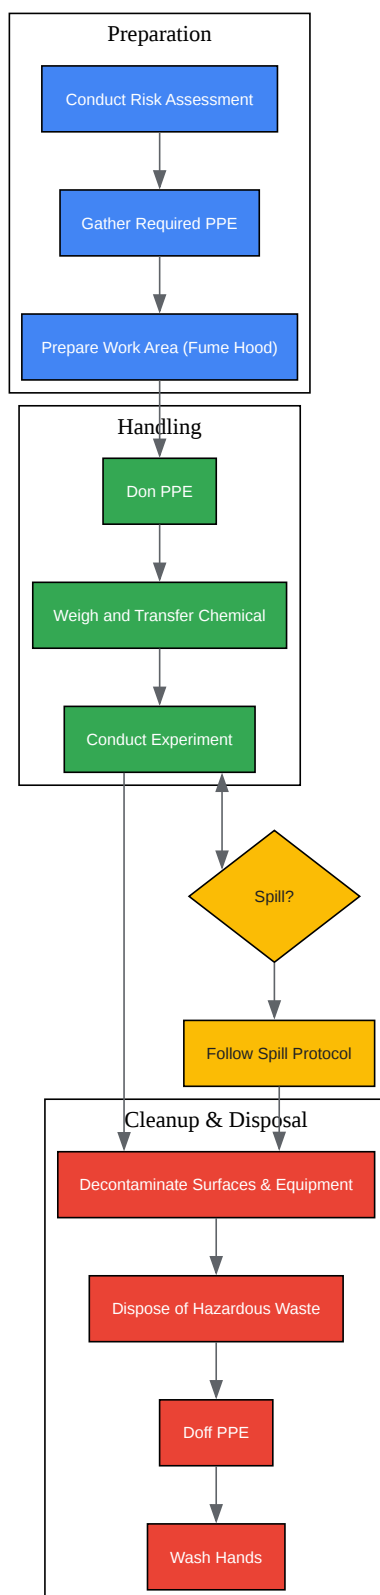 Preparation
Conduct Risk Assessment
Gather Required PPE
Prepare Work Area (Fume Hood)
Handling
Don PPE
Weigh and Transfer Chemical
Conduct Experiment
Spill?
Follow Spill Protocol
Cleanup & Disposal
Decontaminate Surfaces & Equipment
Dispose of Hazardous Waste
Doff PPE
Wash Hands